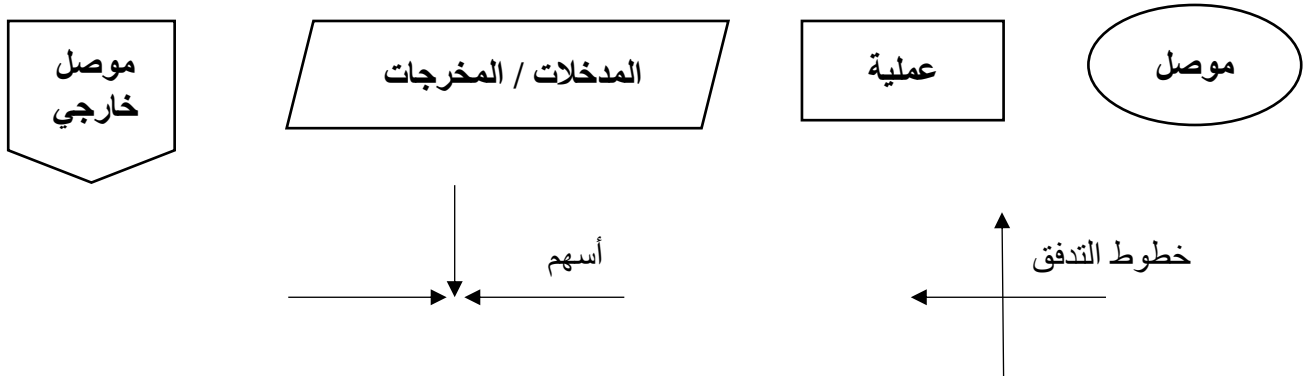 موصل
عملية
المدخلات / المخرجات
موصل
خارجي
خطوط التدفق
أسهم